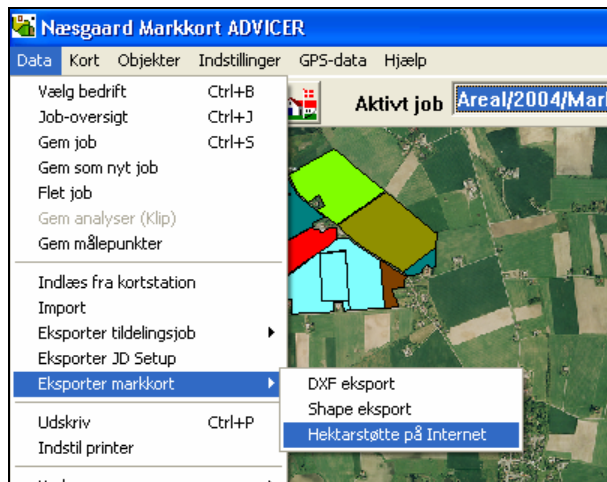 Næsgaard Markkort ADVICER
Data Kort Objekter Indstillinger GPS-data Hjælp
Vælg bedrift Ctrl+B
Job-oversigt Ctrl+J
Gem job Ctrl+S
Gem som nyt job
Flet job
Gem analyser (Klip)
Gem målepunkter
Indlæs fra kortstation
Import
Eksporter tildelingsjob
Eksporter JD Setup
Eksporter markkort
Udskriv Ctrl+P
Indstil printer
Aktivt job Areal/2004/Mar
DXF eksport
Shape eksport
Hektarstøtte på Internet